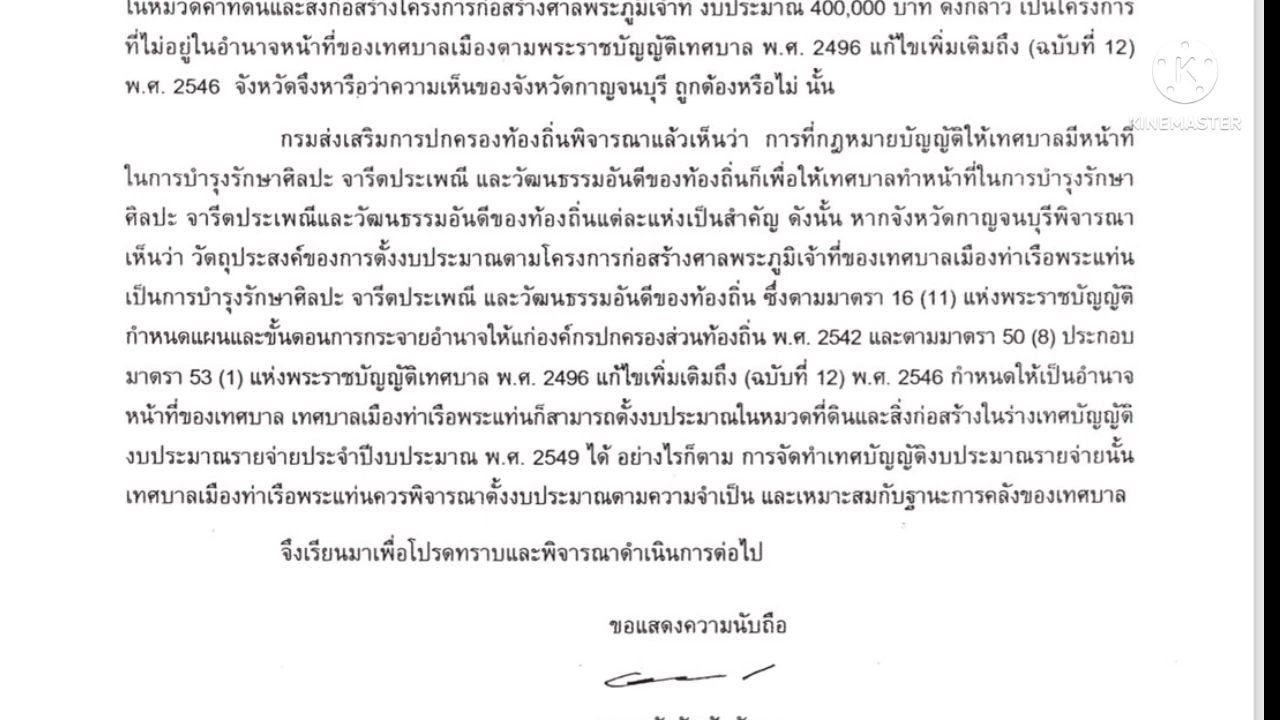 ในหมวดค่าที่ดินและสิ่งก่อสร้างโครงการก่อสร้างศาลพระภูมิเจ้าที่ งบประมาณ 400,000 บาท ดังกล่าว เป็นโครงการ
ที่ไม่อยู่ในอำนาจหน้าที่ของเทศบาลเมืองตามพระราชบัญญัติเทศบาล พ.ศ. 2496 แก้ไขเพิ่มเติมถึง (ฉบับที่ 12)
พ.ศ. 2546 จังหวัดจึงหารือว่าความเห็นของจังหวัดกาญจนบุรี ถูกต้องหรือไม่ นั้น
KINEMASTER
กรมส่งเสริมการปกครองท้องถิ่นพิจารณาแล้วเห็นว่า การที่กฎหมายบัญญัติให้เทศบาลมีหน้าที่
ในการบำรุงรักษาศิลปะ จารีตประเพณี และวัฒนธรรมอันดีของท้องถิ่นก็เพื่อให้เทศบาลทำหน้าที่ในการบำรุงรักษา
ศิลปะ จารีตประเพณีและวัฒนธรรมอันดีของท้องถิ่นแต่ละแห่งเป็นสำคัญ ดังนั้น หากจังหวัดกาญจนบุรีพิจารณา
เห็นว่า วัตถุประสงค์ของการตั้งงบประมาณตามโครงการก่อสร้างศาลพระภูมิเจ้าที่ของเทศบาลเมืองท่าเรือพระแท่น
เป็นการบำรุงรักษาศิลปะ จารีตประเพณี และวัฒนธรรมอันดีของท้องถิ่น ซึ่งตามมาตรา 16 (11) แห่งพระราชบัญญัติ
กำหนดแผนและขั้นตอนการกระจายอำนาจให้แก่องค์กรปกครองส่วนท้องถิ่น พ.ศ. 2542 และตามมาตรา 50 (8) ประกอบ
มาตรา 53 (1) แห่งพระราชบัญญัติเทศบาล พ.ศ. 2496 แก้ไขเพิ่มเติมถึง (ฉบับที่ 12) พ.ศ. 2546 กำหนดให้เป็นอำนาจ
หน้าที่ของเทศบาล เทศบาลเมืองท่าเรือพระแท่นก็สามารถตั้งงบประมาณในหมวดที่ดินและสิ่งก่อสร้างในร่างเทศบัญญัติ
งบประมาณรายจ่ายประจำปีงบประมาณ พ.ศ. 2549 ได้ อย่างไรก็ตาม การจัดทำเทศบัญญัติงบประมาณรายจ่ายนั้น
เทศบาลเมืองท่าเรือพระแท่นควรพิจารณาตั้งงบประมาณตามความจำเป็น และเหมาะสมกับฐานะการคลังของเทศบาล
จึงเรียนมาเพื่อโปรดทราบและพิจารณาดำเนินการต่อไป
ขอแสดงความนับถือ